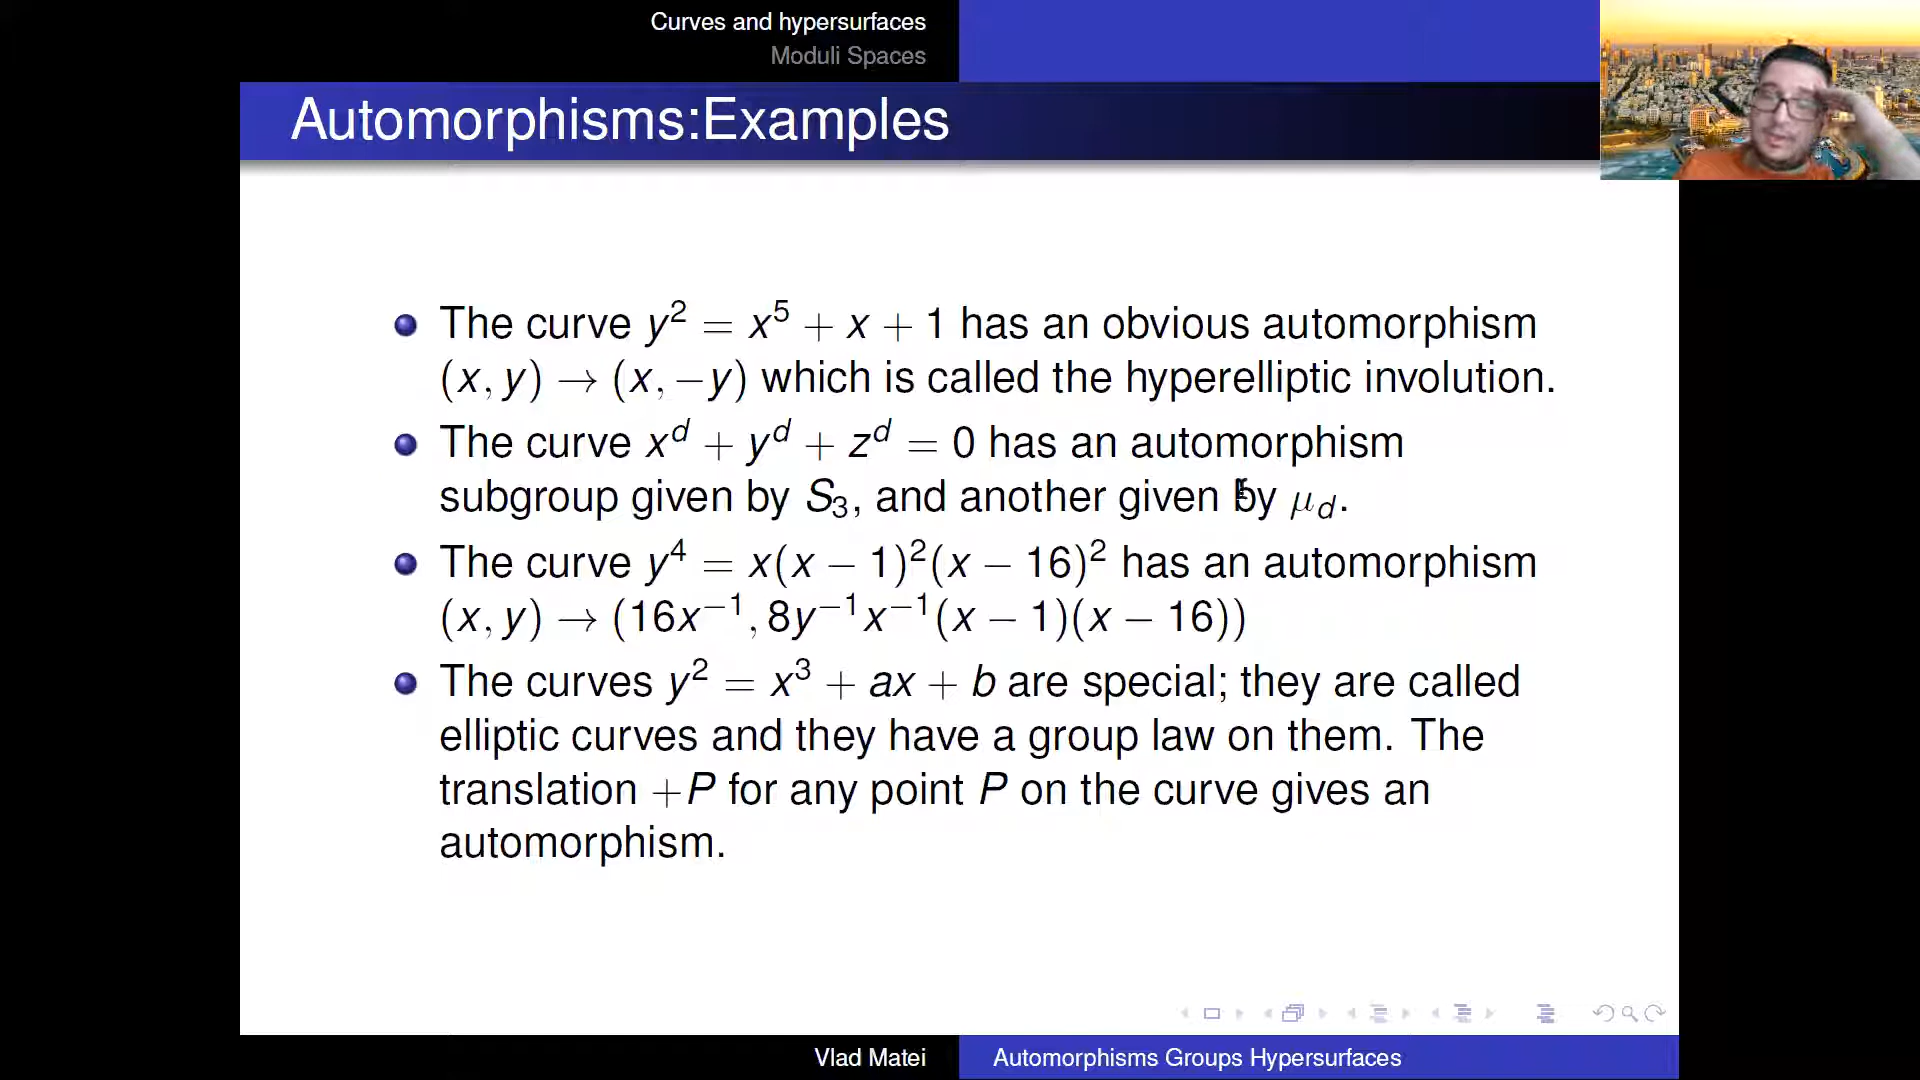 Curves and hypersurfaces
Moduli Spaces
Automorphisms:Examples
The curve y² = x⁵ + x + 1 has an obvious automorphism
(x, y) → (x, −y) which is called the hyperelliptic involution.
The curve xᵈ + yᵈ + zᵈ = 0 has an automorphism
subgroup given by S₃, and another given by μ_d.
The curve y⁴ = x(x − 1)²(x − 16)² has an automorphism
(x, y) → (16x⁻¹, 8y⁻¹x⁻¹(x − 1)(x − 16))
The curves y² = x³ + ax + b are special; they are called
elliptic curves and they have a group law on them. The
translation +P for any point P on the curve gives an
automorphism.
Vlad Matei
Automorphisms Groups Hypersurfaces